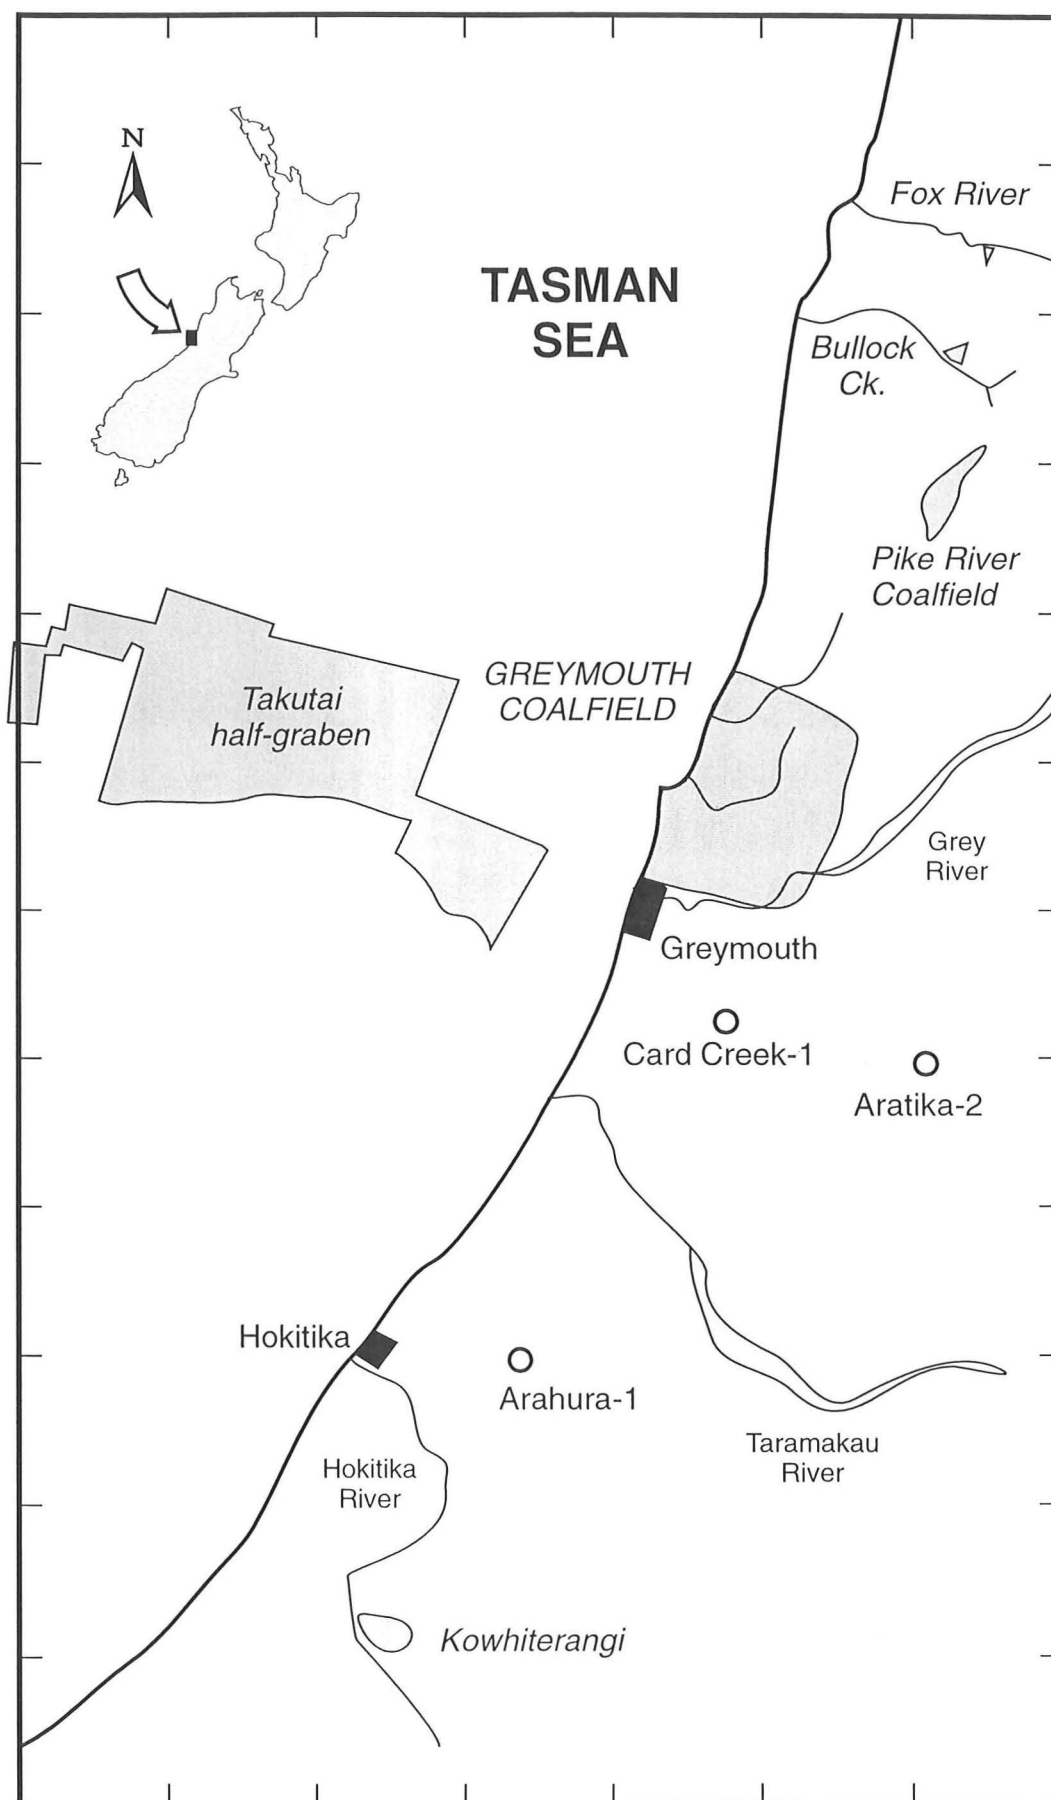 N
TASMAN
SEA
Fox River
Bullock
Ck.
Pike River
Coalfield
GREYMOUTH
COALFIELD
Takutai
half-graben
Grey
River
Greymouth
Card Creek-1
Aratika-2
Hokitika
Arahura-1
Taramakau
River
Hokitika
River
Kowhiterangi